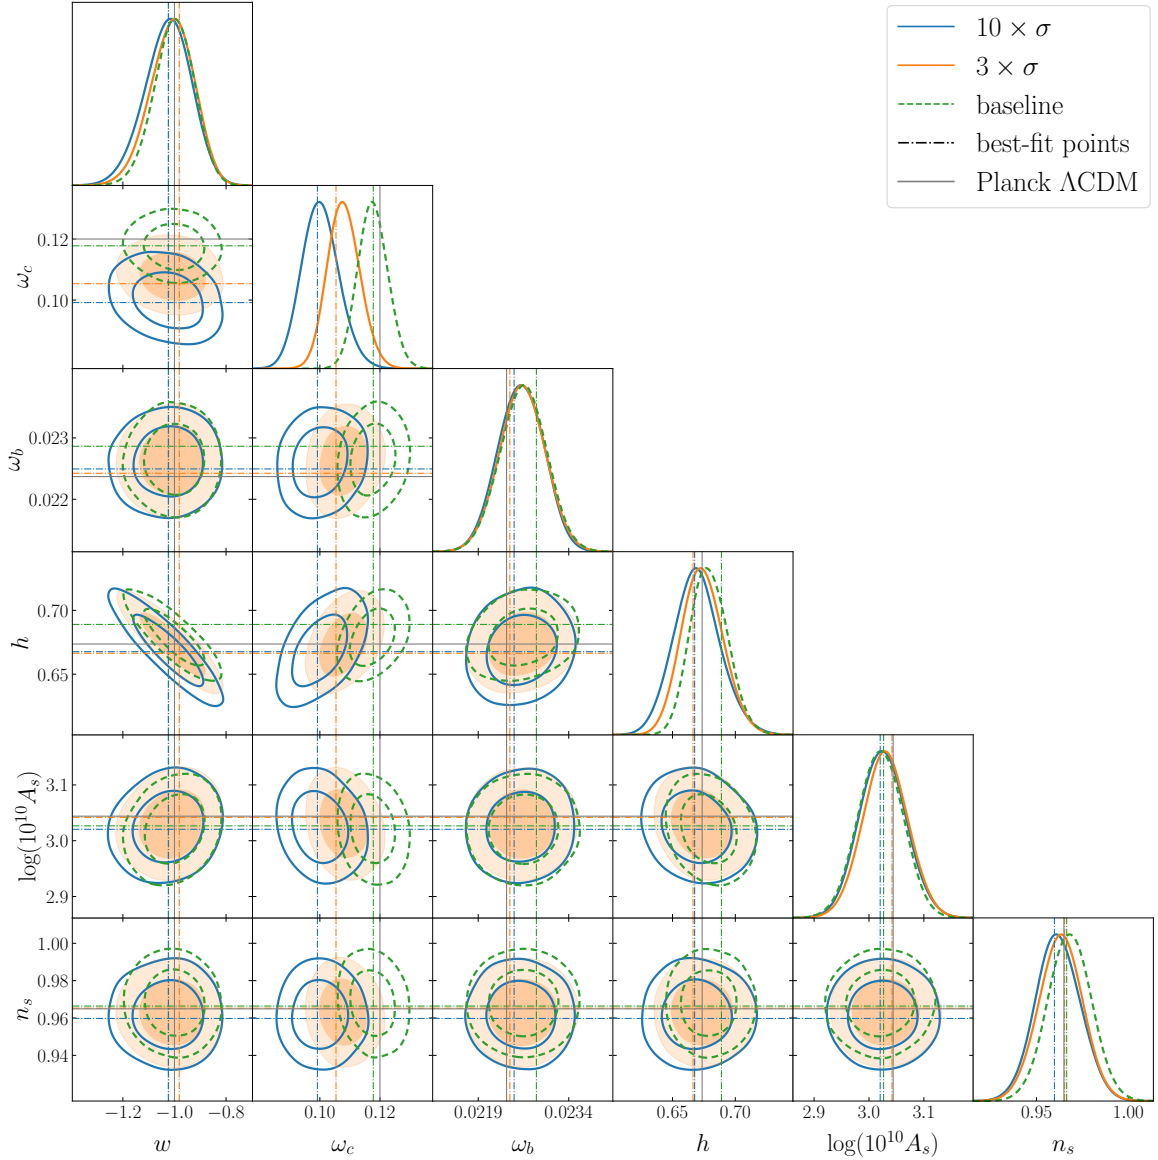 10 × σ
3 × σ
baseline
best-fit points
Planck ΛCDM
0.12
0.10
ω_c
0.023
0.022
ω_b
0.70
0.65
h
3.1
3.0
2.9
log(10^{10} A_s)
1.00
0.98
0.96
0.94
n_s
−1.2 −1.0 −0.8
0.10 0.12
0.0219 0.0234
0.65 0.70
2.9 3.0 3.1
0.95 1.00
w ω_c ω_b h log(10^{10} A_s) n_s